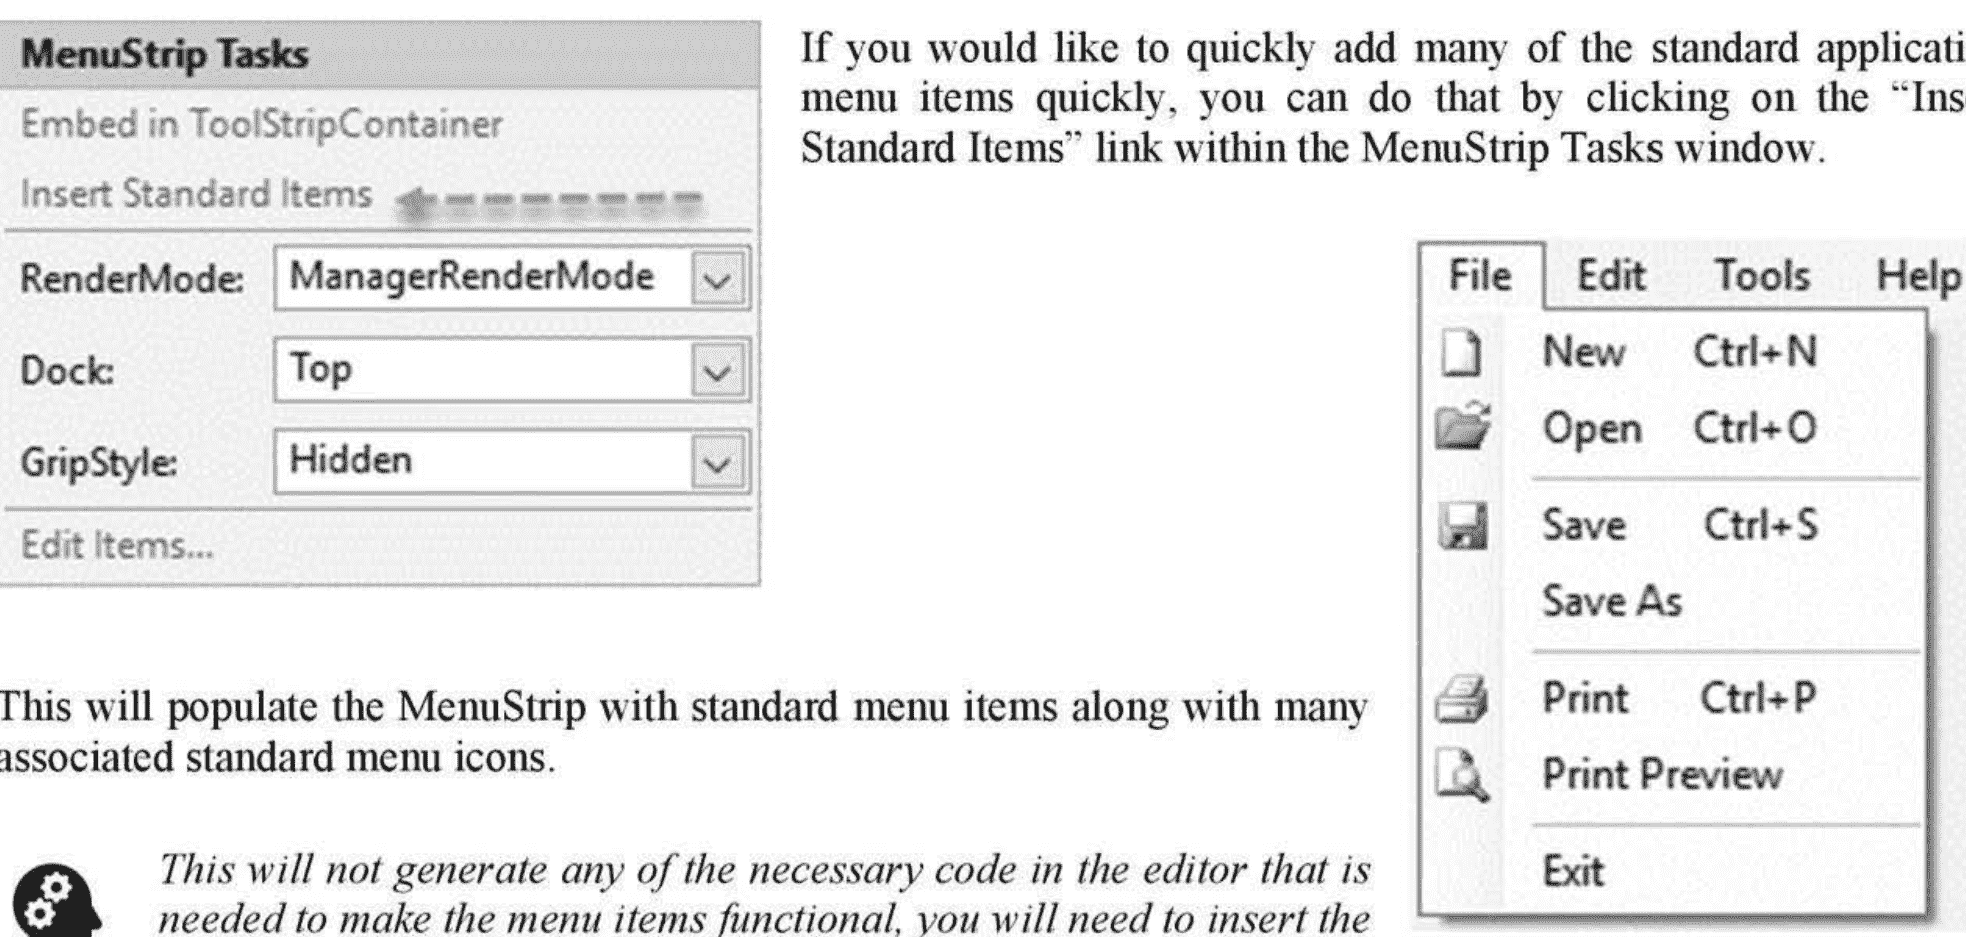 MenuStrip Tasks
Embed in ToolStripContainer
Insert Standard Items
RenderMode: ManagerRenderMode
Dock: Top
GripStyle: Hidden
Edit Items...
If you would like to quickly add many of the standard applicati
menu items quickly, you can do that by clicking on the “Ins
Standard Items” link within the MenuStrip Tasks window.
File Edit Tools Help
New Ctrl+N
Open Ctrl+O
Save Ctrl+S
Save As
Print Ctrl+P
Print Preview
Exit
This will populate the MenuStrip with standard menu items along with many
associated standard menu icons.
This will not generate any of the necessary code in the editor that is
needed to make the menu items functional, you will need to insert the